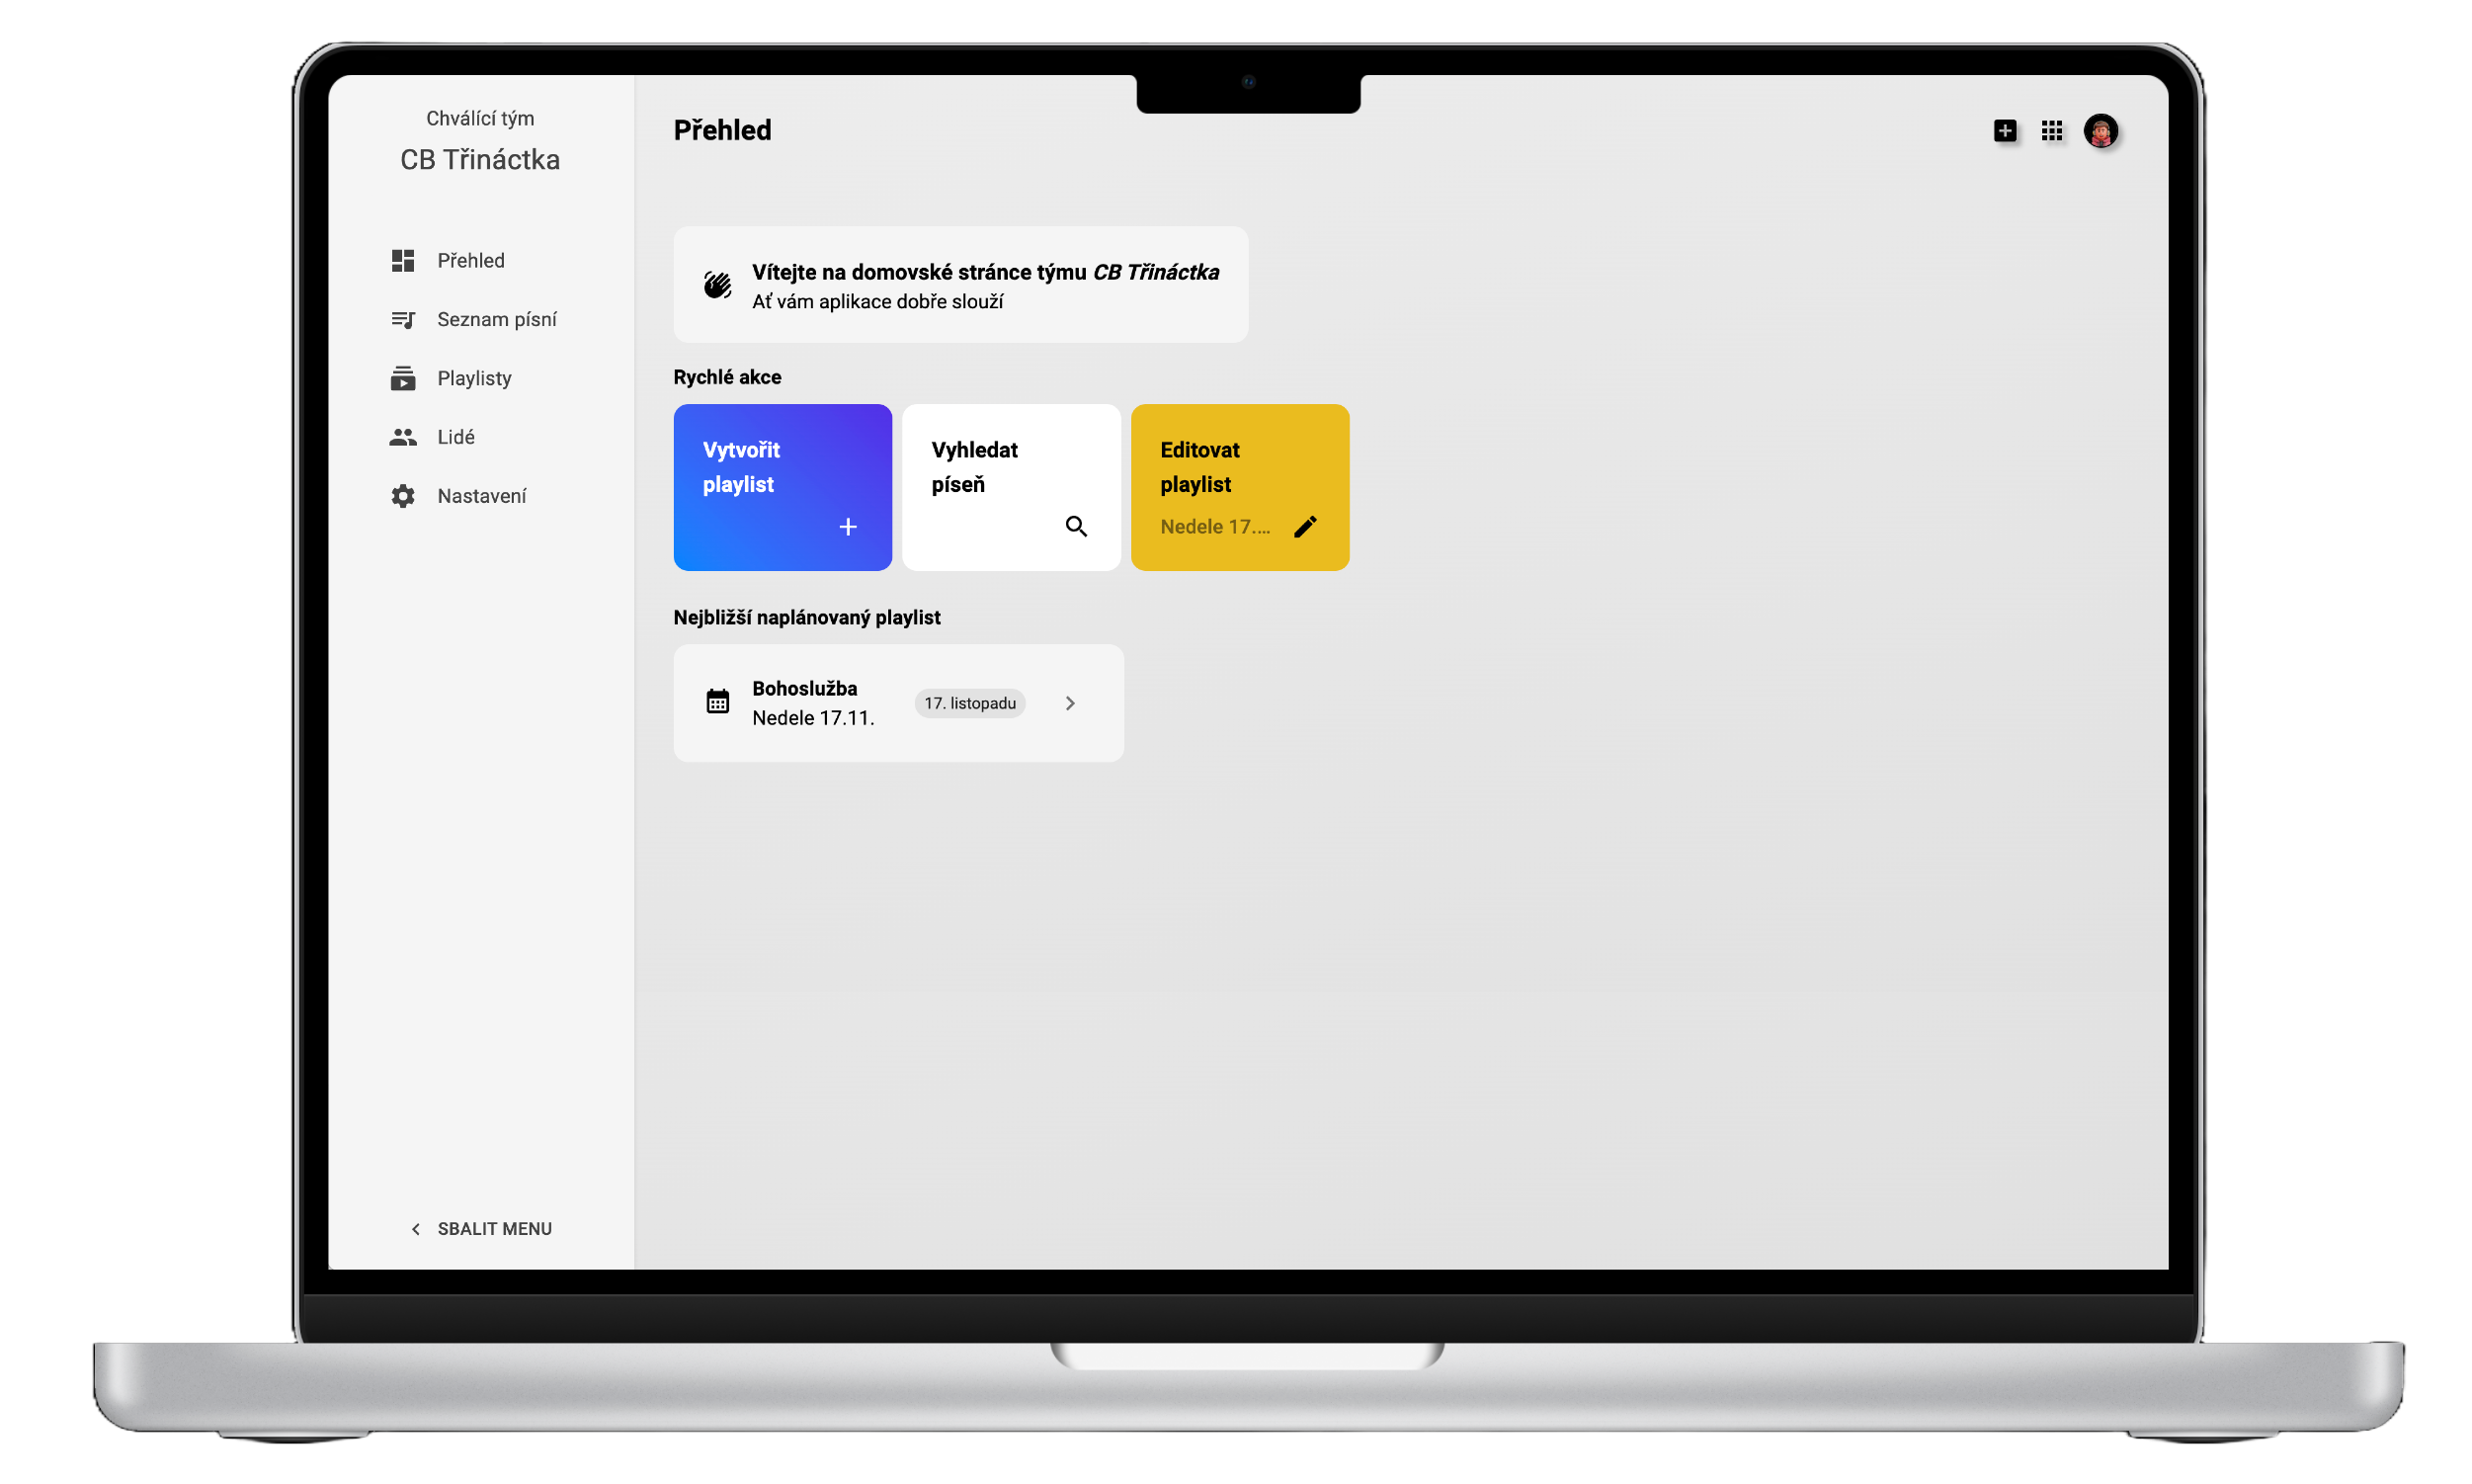 Chválící tým
CB Třináctka
Přehled
Seznam písní
Playlisty
Lidé
Nastavení
SBALIT MENU
Přehled
Vítejte na domovské stránce týmu CB Třináctka
Ať vám aplikace dobře slouží
Rychlé akce
Vytvořit
playlist
Vyhledat
píseň
Editovat
playlist
Nedele 17....
Nejbližší naplánovaný playlist
Bohoslužba
Nedele 17.11.
17. listopadu